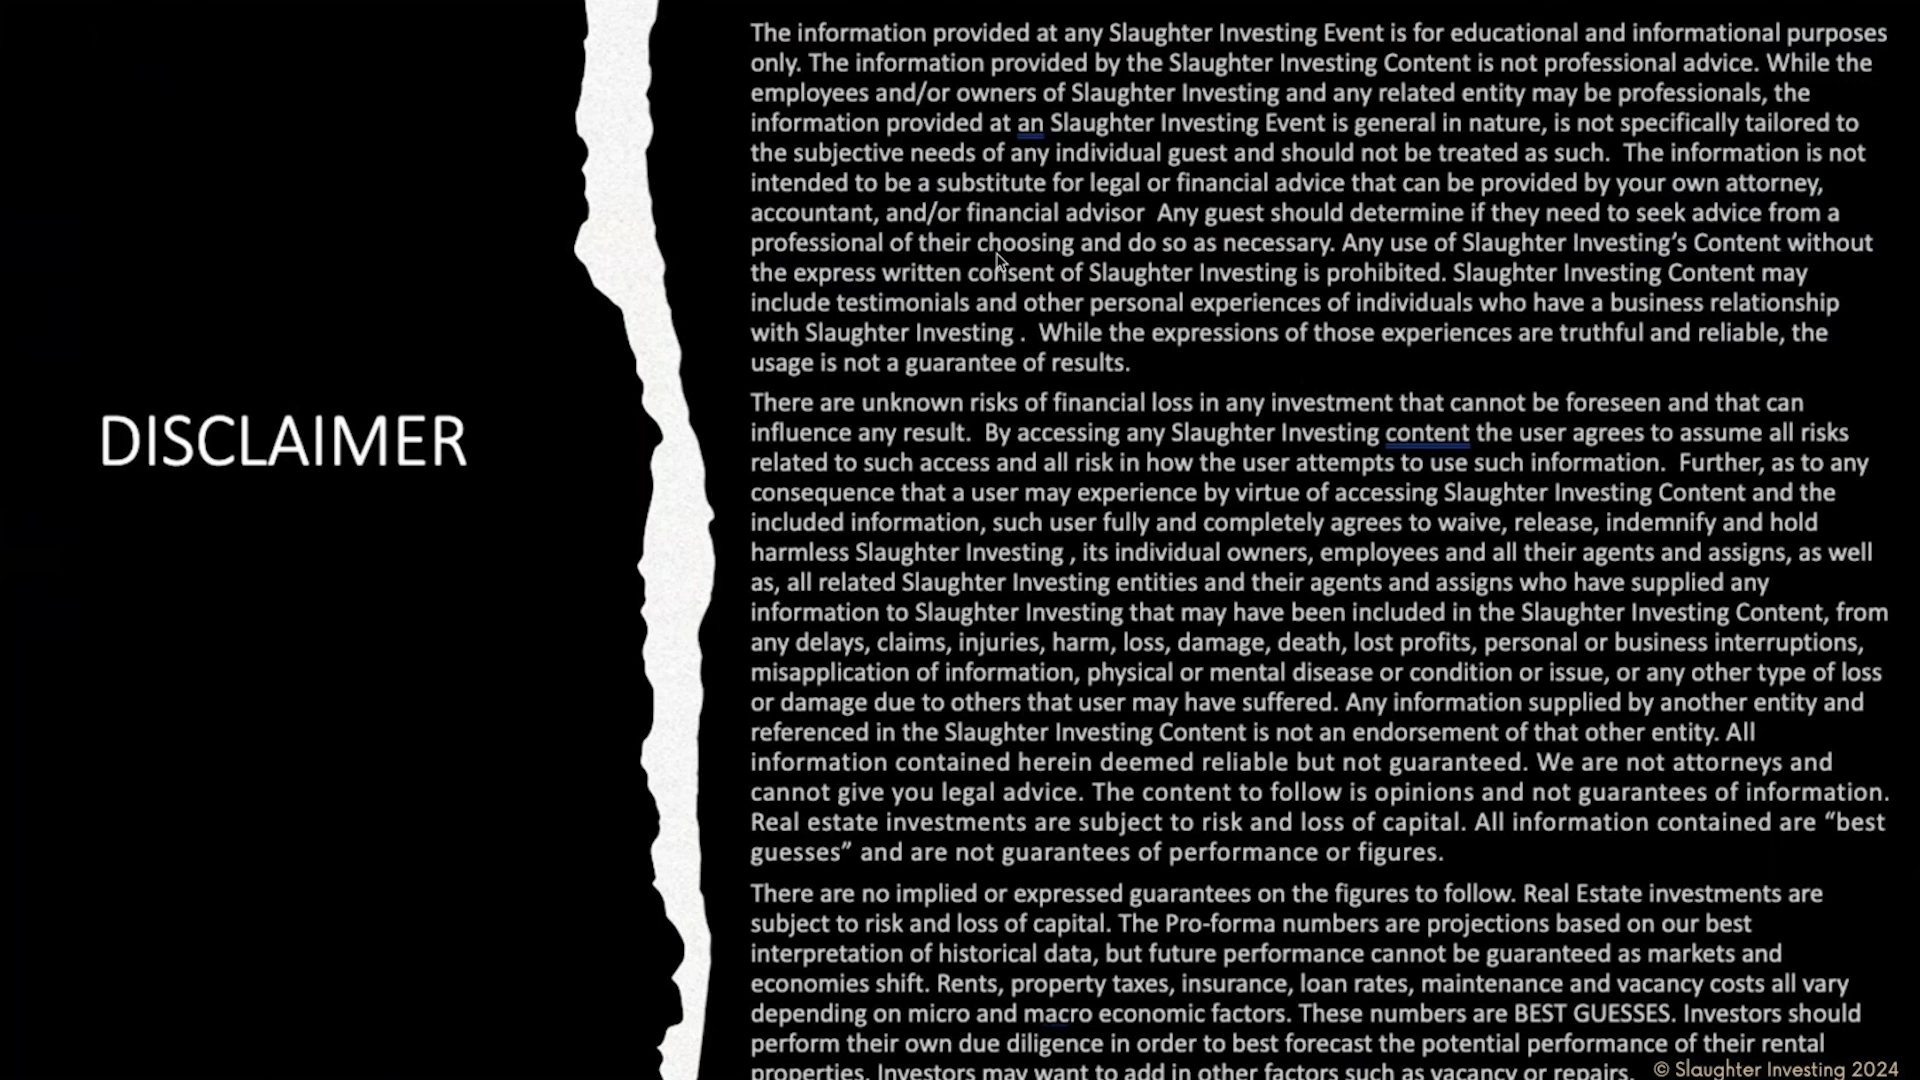 DISCLAIMER
The information provided at any Slaughter Investing Event is for educational and informational purposes
only. The information provided by the Slaughter Investing Content is not professional advice. While the
employees and/or owners of Slaughter Investing and any related entity may be professionals, the
information provided at an Slaughter Investing Event is general in nature, is not specifically tailored to
the subjective needs of any individual guest and should not be treated as such.  The information is not
intended to be a substitute for legal or financial advice that can be provided by your own attorney,
accountant, and/or financial advisor  Any guest should determine if they need to seek advice from a
professional of their choosing and do so as necessary. Any use of Slaughter Investing’s Content without
the express written consent of Slaughter Investing is prohibited. Slaughter Investing Content may
include testimonials and other personal experiences of individuals who have a business relationship
with Slaughter Investing .  While the expressions of those experiences are truthful and reliable, the
usage is not a guarantee of results.
There are unknown risks of financial loss in any investment that cannot be foreseen and that can
influence any result.  By accessing any Slaughter Investing content the user agrees to assume all risks
related to such access and all risk in how the user attempts to use such information.  Further, as to any
consequence that a user may experience by virtue of accessing Slaughter Investing Content and the
included information, such user fully and completely agrees to waive, release, indemnify and hold
harmless Slaughter Investing , its individual owners, employees and all their agents and assigns, as well
as, all related Slaughter Investing entities and their agents and assigns who have supplied any
information to Slaughter Investing that may have been included in the Slaughter Investing Content, from
any delays, claims, injuries, harm, loss, damage, death, lost profits, personal or business interruptions,
misapplication of information, physical or mental disease or condition or issue, or any other type of loss
or damage due to others that user may have suffered. Any information supplied by another entity and
referenced in the Slaughter Investing Content is not an endorsement of that other entity. All
information contained herein deemed reliable but not guaranteed. We are not attorneys and
cannot give you legal advice. The content to follow is opinions and not guarantees of information.
Real estate investments are subject to risk and loss of capital. All information contained are “best
guesses” and are not guarantees of performance or figures.
There are no implied or expressed guarantees on the figures to follow. Real Estate investments are
subject to risk and loss of capital. The Pro-forma numbers are projections based on our best
interpretation of historical data, but future performance cannot be guaranteed as markets and
economies shift. Rents, property taxes, insurance, loan rates, maintenance and vacancy costs all vary
depending on micro and macro economic factors. These numbers are BEST GUESSES. Investors should
perform their own due diligence in order to best forecast the potential performance of their rental
properties. Investors may want to add in other factors such as vacancy or repairs.
© Slaughter Investing 2024